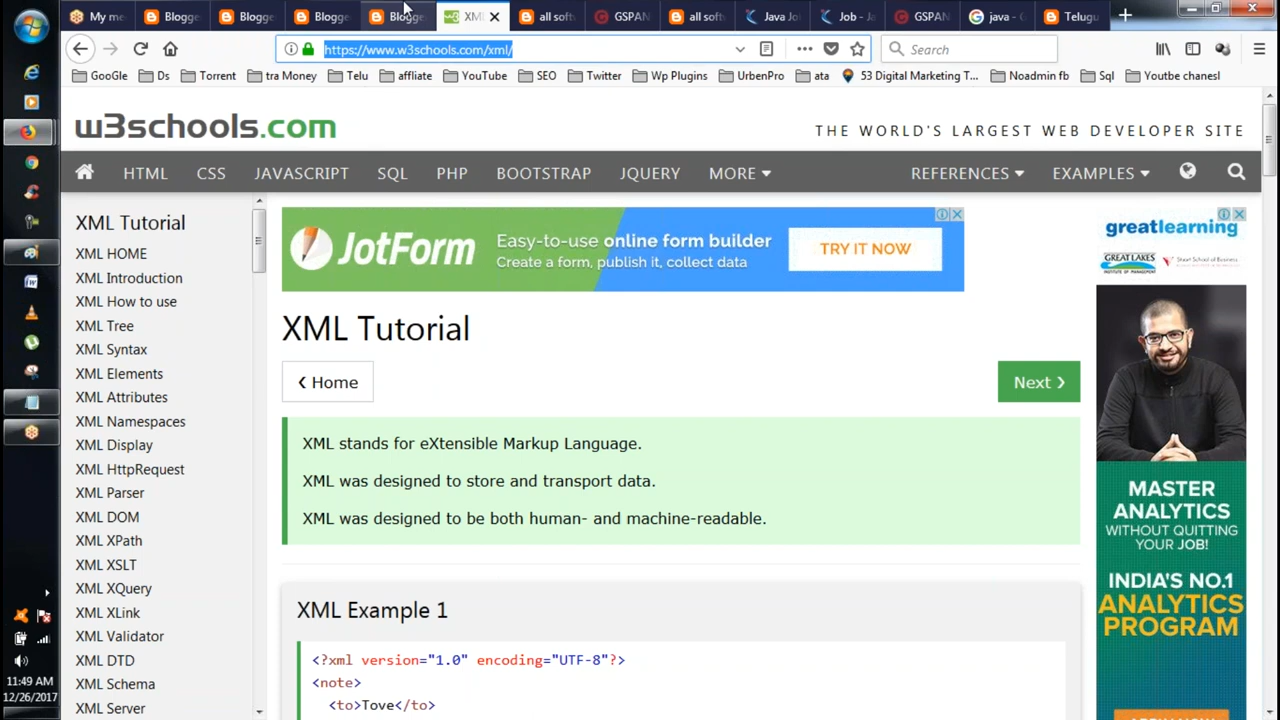 My me
Blogge
Blogge
Blogge
Blogge
XM
all soft
GSPAN
all soft
Java Jo
Job - Ja
GSPAN
java - G
Telugu
https://www.w3schools.com/xml/
Search
GooGle
Ds
Torrent
tra Money
Telu
affliate
YouTube
SEO
Twitter
Wp Plugins
UrbenPro
ata
53 Digital Marketing T...
Noadmin fb
Sql
Youtbe chanesl
w3schools.com
THE WORLD'S LARGEST WEB DEVELOPER SITE
HTML
CSS
JAVASCRIPT
SQL
PHP
BOOTSTRAP
JQUERY
MORE
REFERENCES
EXAMPLES
XML Tutorial
XML HOME
XML Introduction
XML How to use
XML Tree
XML Syntax
XML Elements
XML Attributes
XML Namespaces
XML Display
XML HttpRequest
XML Parser
XML DOM
XML XPath
XML XSLT
XML XQuery
XML XLink
XML Validator
XML DTD
XML Schema
XML Server
JotForm
Easy-to-use online form builder
Create a form, publish it, collect data
TRY IT NOW
XML Tutorial
❮ Home
Next ❯
XML stands for eXtensible Markup Language.
XML was designed to store and transport data.
XML was designed to be both human- and machine-readable.
XML Example 1
<?xml version="1.0" encoding="UTF-8"?>
<note>
<to>Tove</to>
greatlearning
GREAT LAKES
MASTER
ANALYTICS
WITHOUT QUITTING
YOUR JOB!
INDIA'S NO.1
ANALYTICS
PROGRAM
11:49 AM
12/26/2017